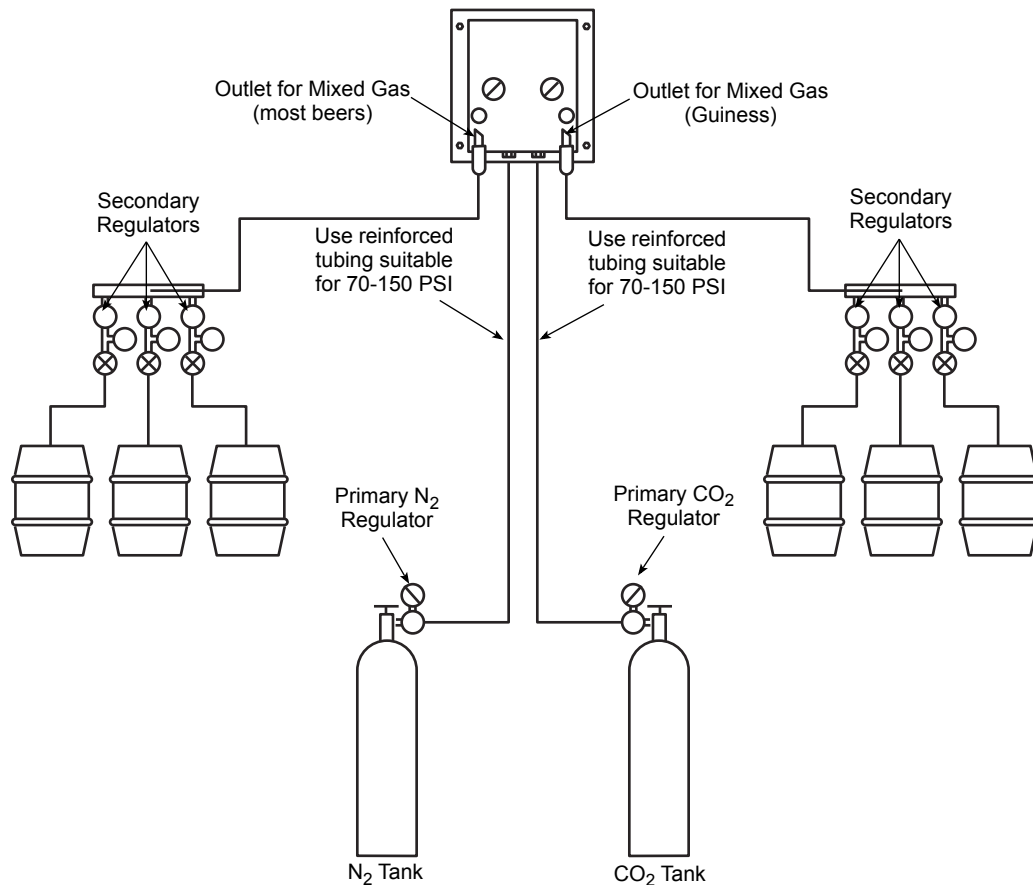 Outlet for Mixed Gas
(most beers)
Outlet for Mixed Gas
(Guiness)
Secondary
Regulators
Secondary
Regulators
Use reinforced
tubing suitable
for 70-150 PSI
Use reinforced
tubing suitable
for 70-150 PSI
Primary N₂
Regulator
Primary CO₂
Regulator
N₂ Tank
CO₂ Tank